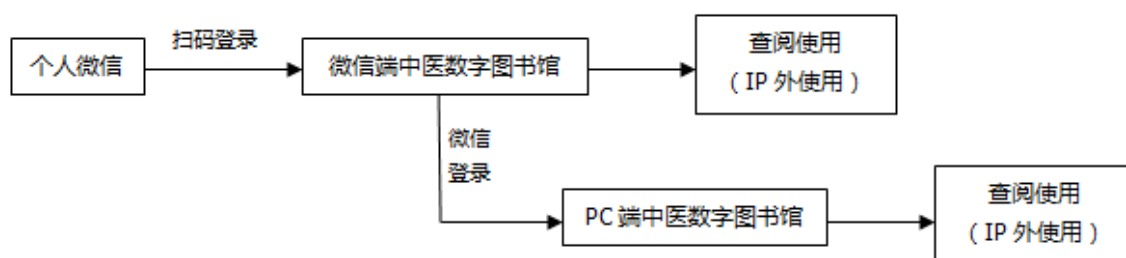 扫码登录
个人微信
微信端中医数字图书馆
查阅使用
（IP 外使用）
微信
登录
PC 端中医数字图书馆
查阅使用
（IP 外使用）